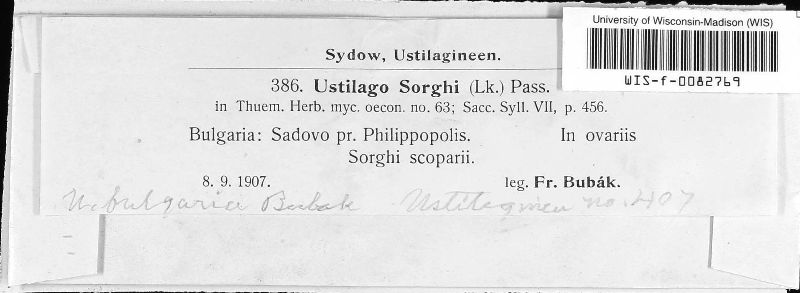 University of Wisconsin-Madison (WIS)
WIS-f-0082769
Sydow, Ustilagineen.
386. Ustilago Sorghi (Lk.) Pass.
in Thuem. Herb. myc. oecon. no. 63; Sacc. Syll. VII, p. 456.
Bulgaria: Sadovo pr. Philippopolis. In ovariis
Sorghi scoparii.
8. 9. 1907. leg. Fr. Bubák.
U. bulgarica Bubak Ustilagineen no. 407